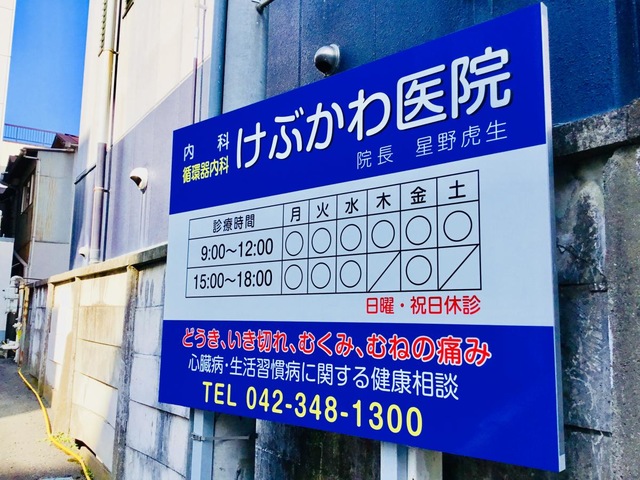 内科
循環器内科
けぶかわ医院
院長 星野虎生
診療時間 月 火 水 木 金 土
9:00〜12:00 ○ ○ ○ ○ ○ ○
15:00〜18:00 ○ ○ ○ / ○ /
日曜・祝日休診
どうき、いき切れ、むくみ、むねの痛み
心臓病・生活習慣病に関する健康相談
TEL 042-348-1300